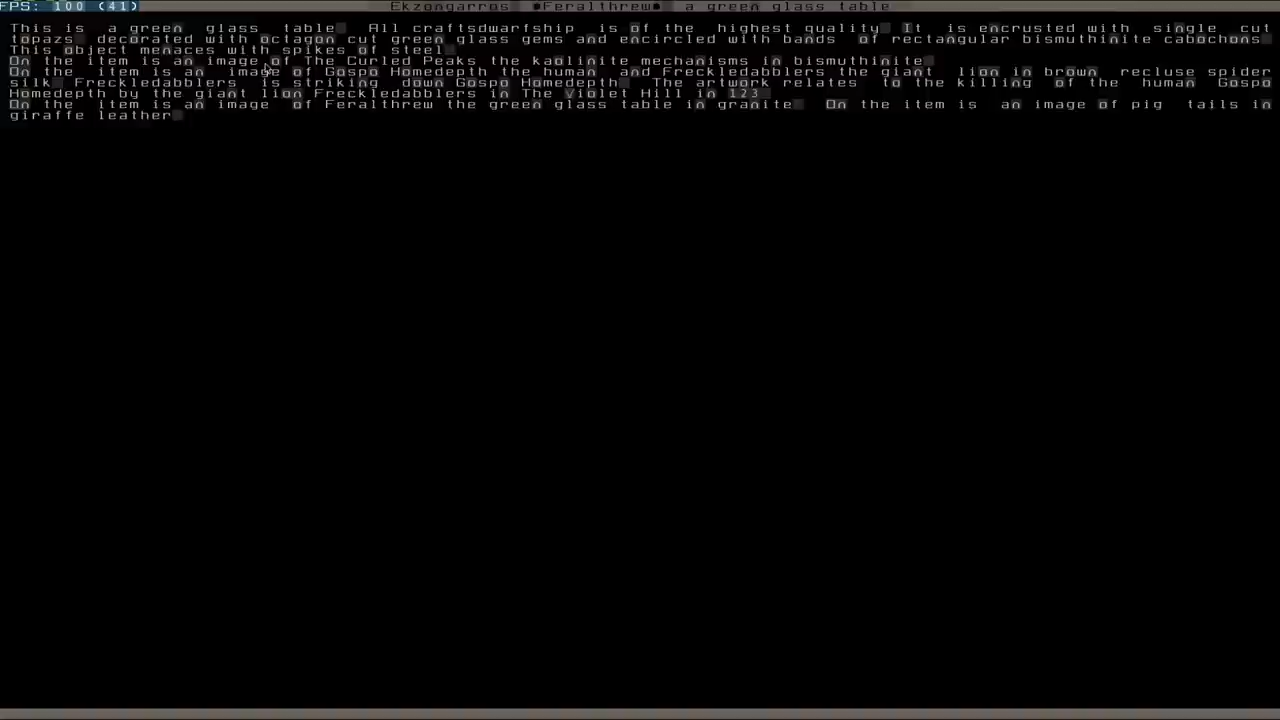 FPS: 100 (41) Ekzongarros •Feralthrew• a green glass table
This is a green glass table. All craftsdwarfship is of the highest quality. It is encrusted with single cut
topazs, decorated with octagon cut green glass gems and encircled with bands of rectangular bismuthinite cabochons.
This object menaces with spikes of steel.
On the item is an image of The Curled Peaks the kaolinite mechanisms in bismuthinite.
On the item is an image of Gospo Homedepth the human and Freckledabblers the giant lion in brown recluse spider
silk. Freckledabblers is striking down Gospo Homedepth. The artwork relates to the killing of the human Gospo
Homedepth by the giant lion Freckledabblers in The Violet Hill in 123.
On the item is an image of Feralthrew the green glass table in granite. On the item is an image of pig tails in
giraffe leather.